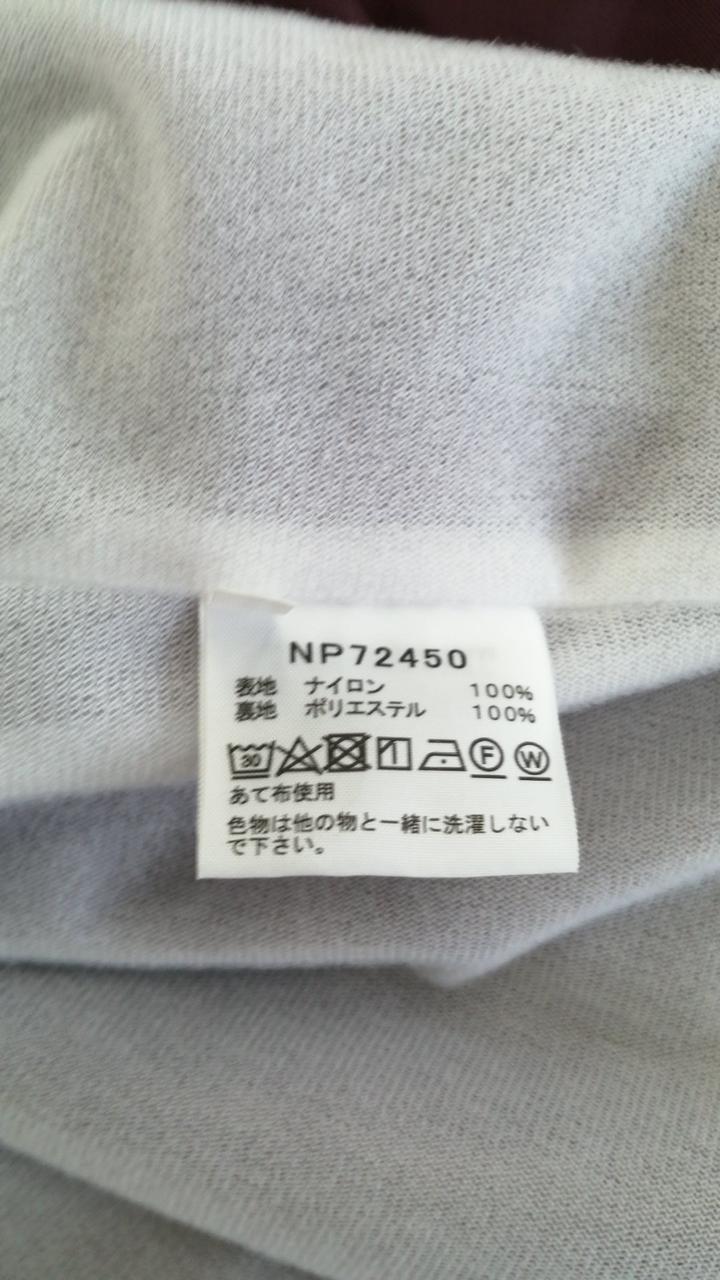 NP72450
表地 ナイロン 100%
裏地 ポリエステル 100%
30 F W
あて布使用
色物は他の物と一緒に洗濯しない
で下さい。